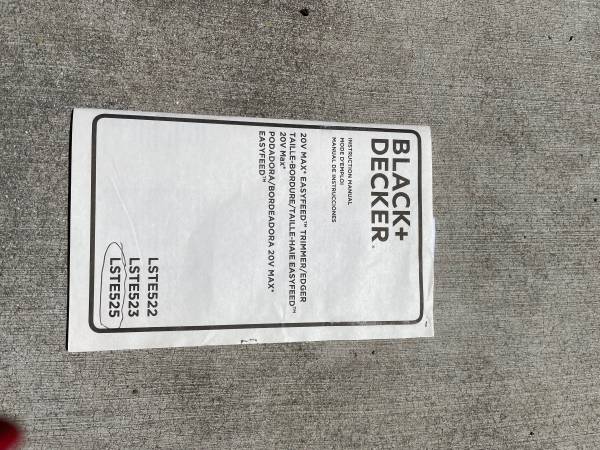 BLACK+
DECKER®
INSTRUCTION MANUAL
MODE D'EMPLOI
MANUAL DE INSTRUCCIONES
20V MAX* EASYFEED™ TRIMMER/EDGER
TAILLE-BORDURE/TAILLE-HAIE EASYFEED™
20V Max*
PODADORA/BORDEADORA 20V MAX*
EASYFEED™
LSTE522
LSTE523
LSTE525